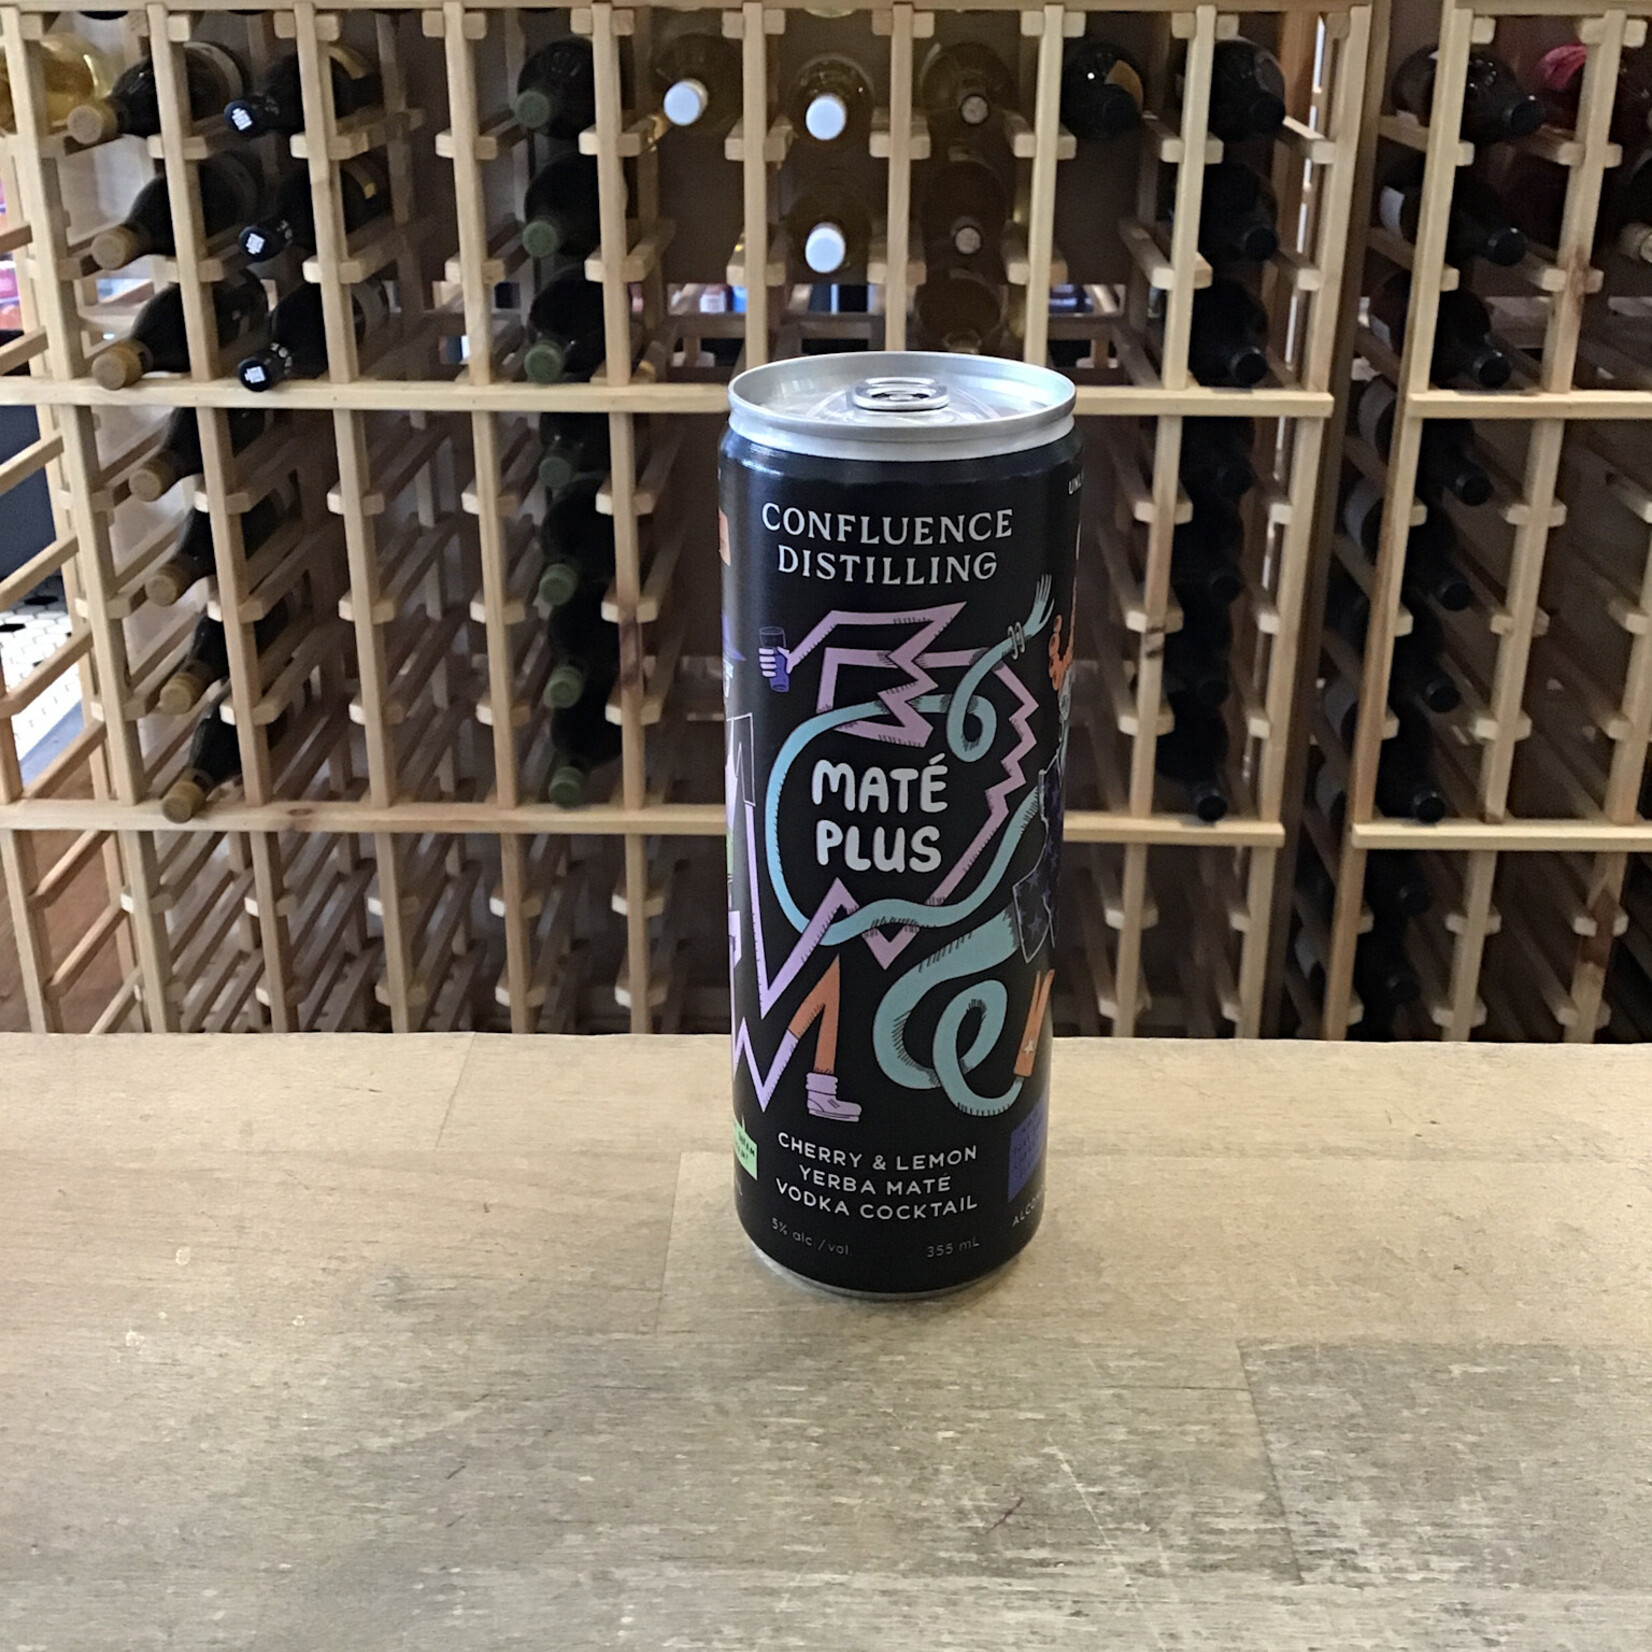 CONFLUENCE
DISTILLING
MATÉ
PLUS
CHERRY & LEMON
YERBA MATÉ
VODKA COCKTAIL
5% alc / vol
355 mL